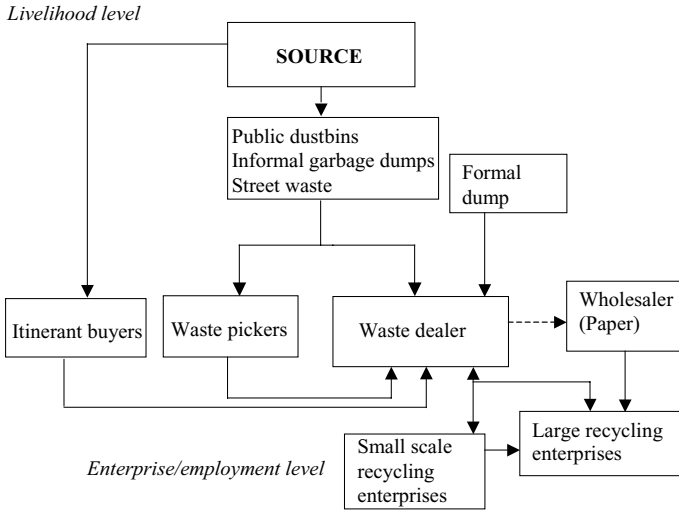 Livelihood level
SOURCE
Public dustbins
Informal garbage dumps
Street waste
Formal
dump
Itinerant buyers
Waste pickers
Waste dealer
Wholesaler
(Paper)
Large recycling
enterprises
Small scale
recycling
enterprises
Enterprise/employment level